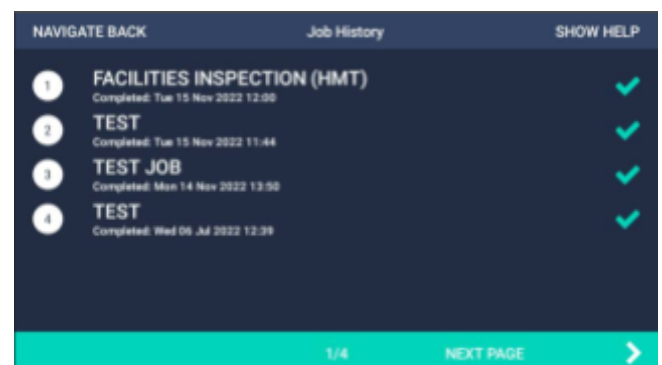 NAVIGATE BACK Job History SHOW HELP
1 FACILITIES INSPECTION (HMT)
Completed: Tue 15 Nov 2022 12:00
2 TEST
Completed: Tue 15 Nov 2022 11:44
3 TEST JOB
Completed: Mon 14 Nov 2022 13:50
4 TEST
Completed: Wed 06 Jul 2022 12:39
1/4 NEXT PAGE